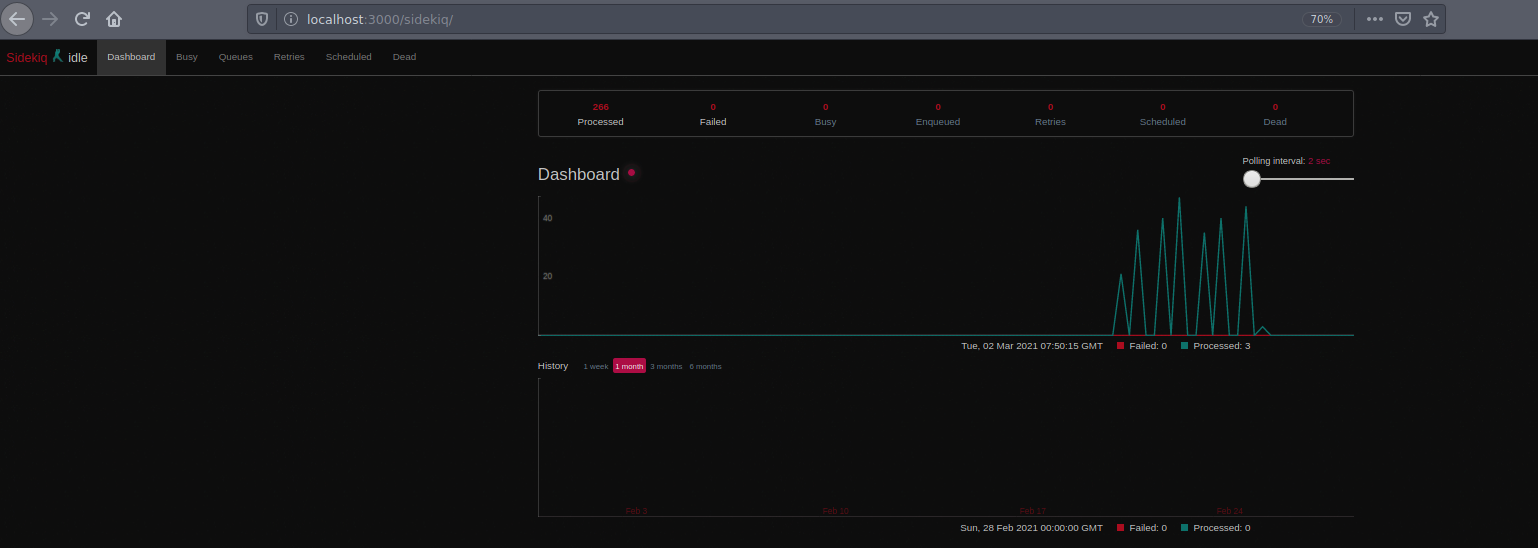 localhost:3000/sidekiq/ 70%
Sidekiq idle Dashboard Busy Queues Retries Scheduled Dead
266 0 0 0 0 0 0
Processed Failed Busy Enqueued Retries Scheduled Dead
Polling interval: 2 sec
Dashboard
40
20
Tue, 02 Mar 2021 07:50:15 GMT Failed: 0 Processed: 3
History 1 week 1 month 3 months 6 months
Feb 3 Feb 10 Feb 17 Feb 24
Sun, 28 Feb 2021 00:00:00 GMT Failed: 0 Processed: 0